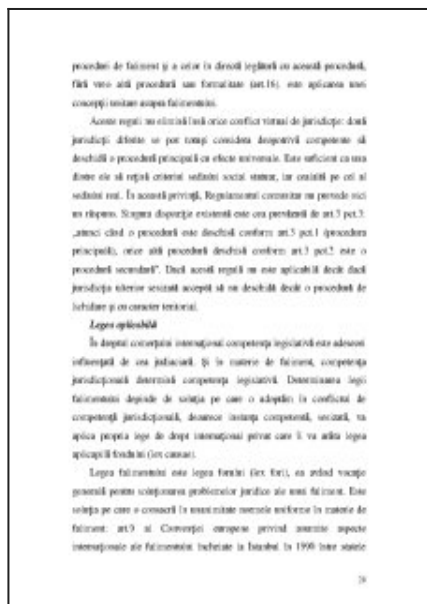 proceduri de faliment şi a celor în directă legătură cu această procedură,
fără vreo altă procedură sau formalitate (art.16), este aplicarea unei
concepţii unitare asupra falimentului.
Aceste reguli nu elimină însă orice conflict virtual de jurisdicţie: două
jurisdicţii diferite se pot totuşi considera deopotrivă competente să
deschidă o procedură principală cu efecte universale. Este suficient ca una
dintre ele să reţină criteriul sediului social statutar, iar cealaltă pe cel al
sediului real. În această privinţă, Regulamentul comunitar nu prevede nici
un răspuns. Singura dispoziţie existentă este cea prevăzută de art.3 pct.3:
„atunci când o procedură este deschisă conform art.3 pct.1 (procedura
principală), orice altă procedură deschisă conform art.3 pct.2 este o
procedură secundară”. Dacă acestă regulă nu este aplicabilă decât dacă
jurisdicţia ulterior sesizată acceptă să nu deschidă decât o procedură de
lichidare şi cu caracter teritorial.
Legea aplicabilă
În dreptul comerţului internaţional competenţa legislativă este adeseori
influenţată de cea judiciară. Şi în materie de faliment, competenţa
jurisdicţională determină competenţa legislativă. Determinarea legii
falimentului depinde de soluţia pe care o adoptăm în conflictul de
competenţă jurisdicţională, deoarece instanţa competentă, sesizată, va
aplica propria lege de drept internaţional privat care îi va arăta legea
aplicapilă fondului (lex causae).
Legea falimentului este legea forului (lex fori), ea având vocaţie
generală pentru soluţionarea problemelor juridice ale unui faliment. Este
soluţia pe care o consacră în unanimitate normele uniforme în materie de
faliment: art.9 al Convenţiei europene privind anumite aspecte
internaţionale ale falimentului încheiate la Istanbul în 1990 între statele